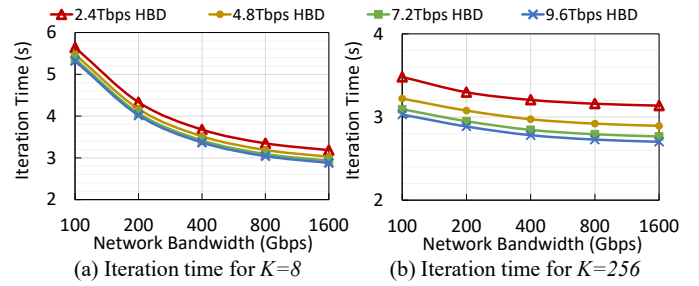 2.4Tbps HBD 4.8Tbps HBD 7.2Tbps HBD 9.6Tbps HBD
Iteration Time (s)
6
5
4
3
2
100 200 400 800 1600
Network Bandwidth (Gbps)
(a) Iteration time for K=8
Iteration Time (s)
4
3
2
100 200 400 800 1600
Network Bandwidth (Gbps)
(b) Iteration time for K=256